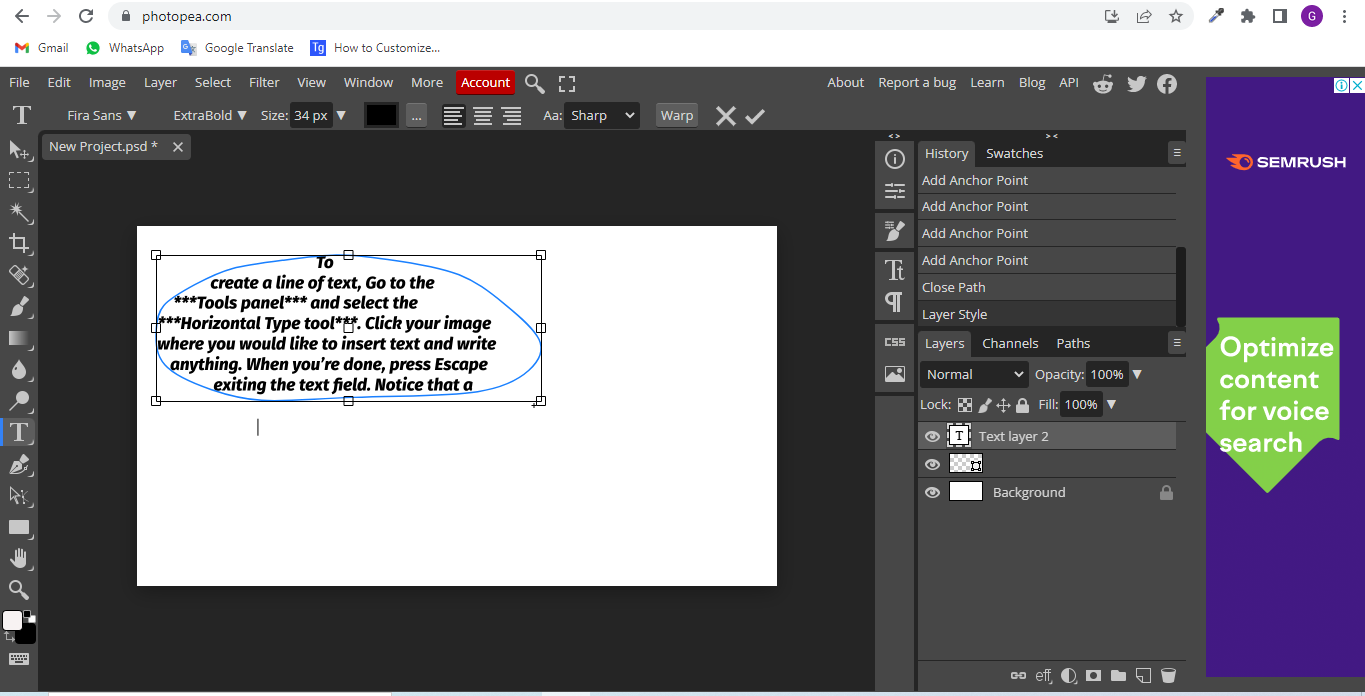 photopea.com
G
Gmail WhatsApp Google Translate Tg How to Customize...
File Edit Image Layer Select Filter View Window More Account About Report a bug Learn Blog API
T Fira Sans ▼ ExtraBold ▼ Size: 34 px ▼ ... Aa: Sharp Warp
New Project.psd *
< > > <
History Swatches
Add Anchor Point
Add Anchor Point
Add Anchor Point
Add Anchor Point
Close Path
Layer Style
CSS
Layers Channels Paths
Normal Opacity: 100% ▼
Lock: Fill: 100% ▼
T Text layer 2
Background
eff
To
create a line of text, Go to the
***Tools panel*** and select the
***Horizontal Type tool***. Click your image
where you would like to insert text and write
anything. When you’re done, press Escape
exiting the text field. Notice that a
SEMRUSH
Optimize
content
for voice
search